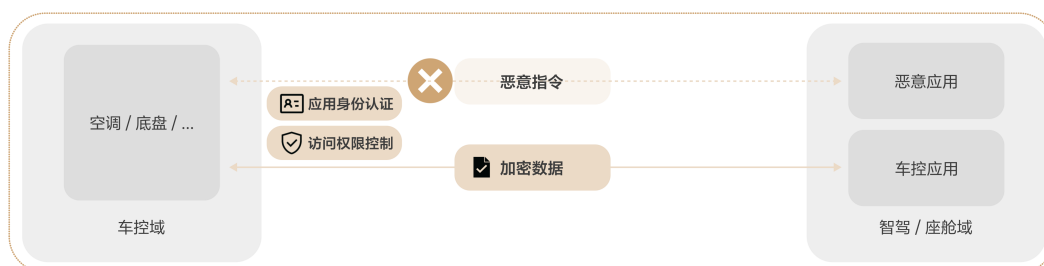 空调 / 底盘 / ...
车控域
应用身份认证
访问权限控制
恶意指令
加密数据
恶意应用
车控应用
智驾 / 座舱域